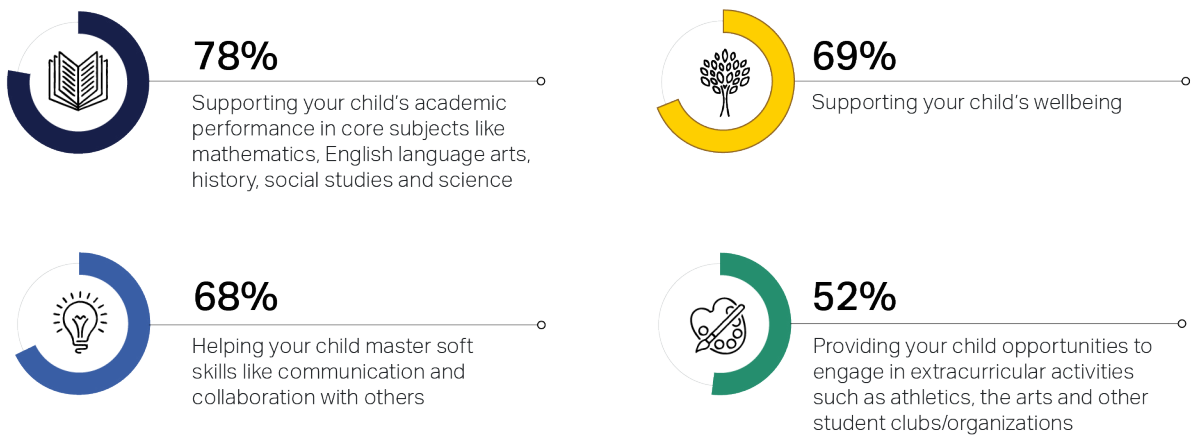 78%
Supporting your child’s academic
performance in core subjects like
mathematics, English language arts,
history, social studies and science
69%
Supporting your child’s wellbeing
68%
Helping your child master soft
skills like communication and
collaboration with others
52%
Providing your child opportunities to
engage in extracurricular activities
such as athletics, the arts and other
student clubs/organizations